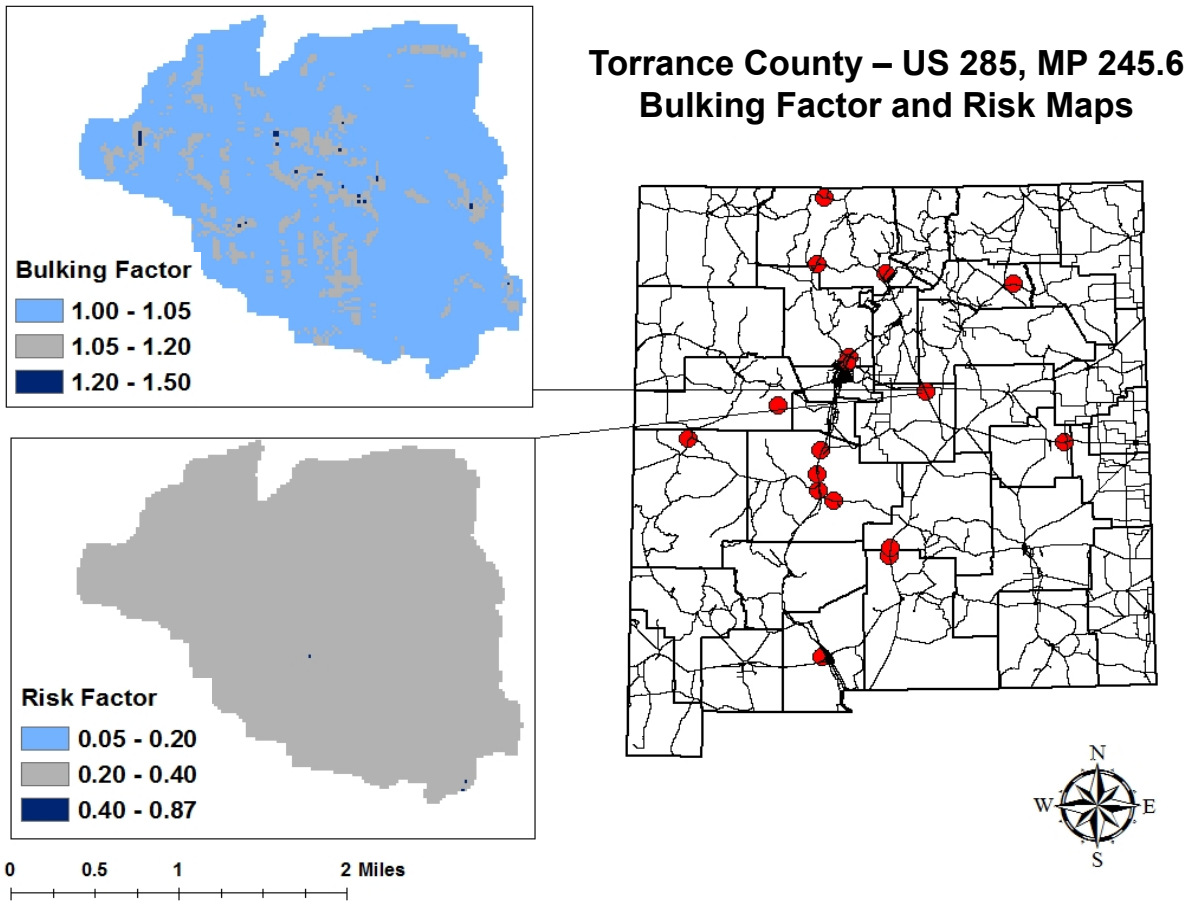 Torrance County – US 285, MP 245.6
Bulking Factor and Risk Maps
Bulking Factor
1.00 - 1.05
1.05 - 1.20
1.20 - 1.50
Risk Factor
0.05 - 0.20
0.20 - 0.40
0.40 - 0.87
0 0.5 1 2 Miles
N
W E
S